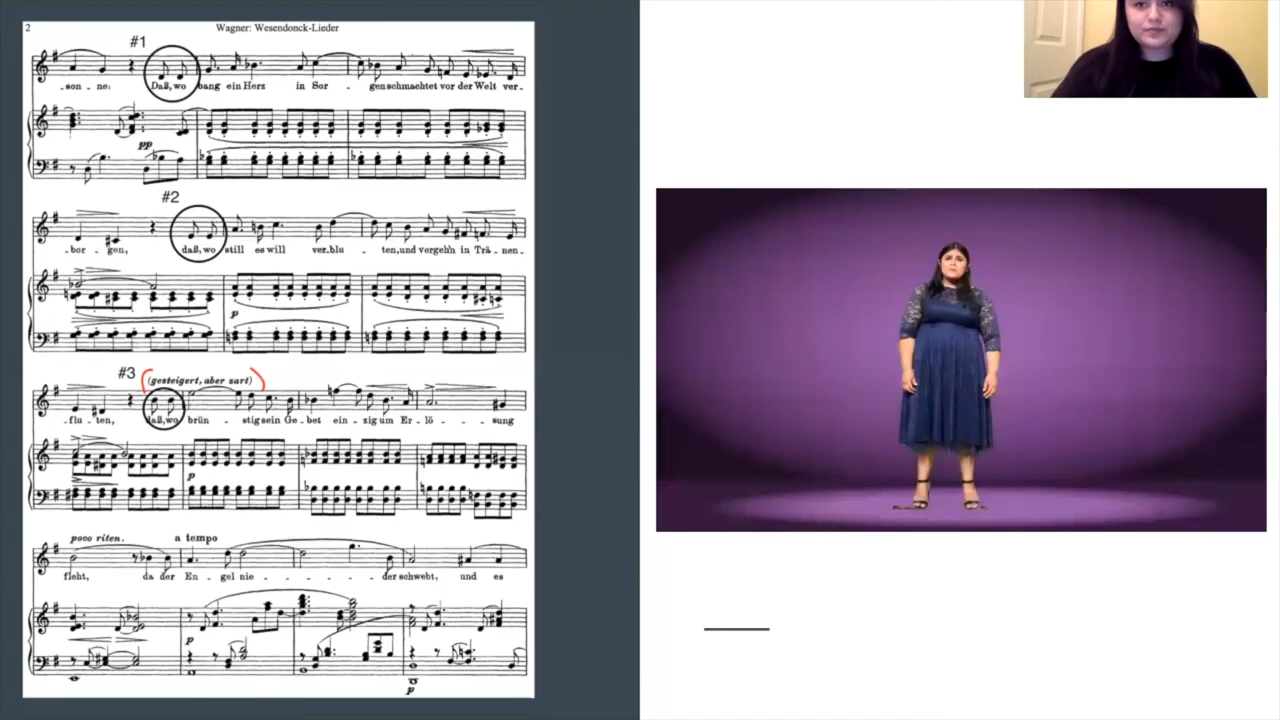 2
Wagner: Wesendonck-Lieder
#1
-son - ne: Daß, wo bang ein Herz in Sor - gen schmachtet vor der Welt ver-
pp
#2
-bor - gen, daß, wo still es will verblu - ten, und vergehn in Trä - nen-
p
#3
(gesteigert, aber zart)
-flu - ten, daß, wo brün - stig sein Ge - bet ein - zig um Er - lö - sung
p
poco riten. a tempo
fleht, da der En - gel nie - der schwebt, und es
p
p